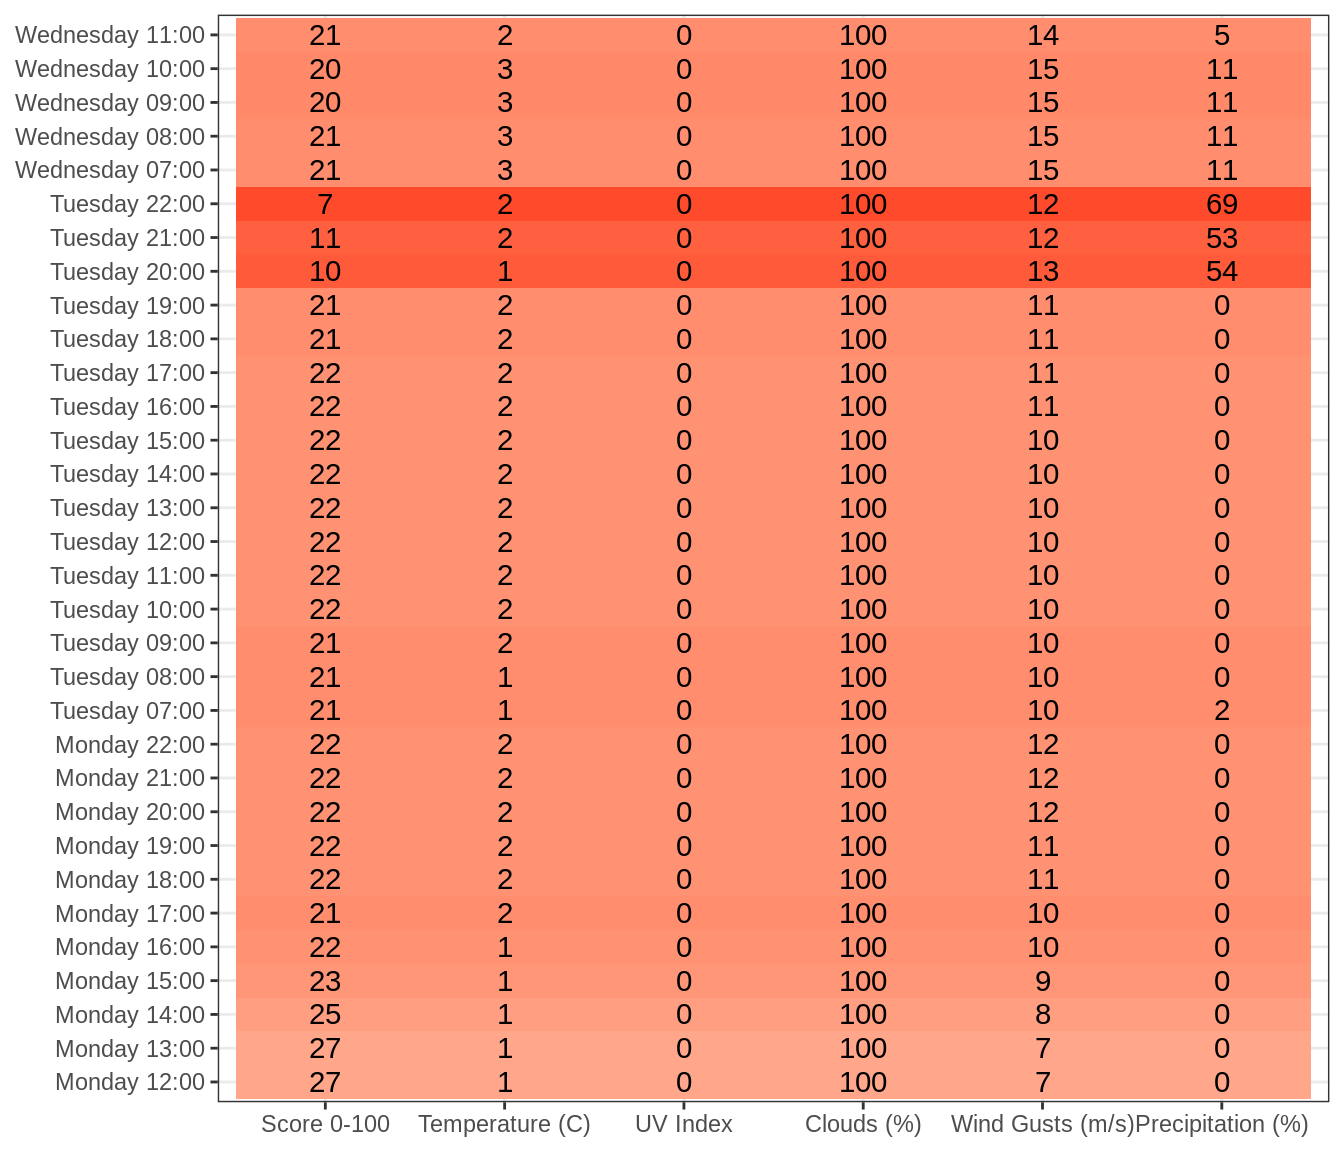 Wednesday 11:00 21 2 0 100 14 5
Wednesday 10:00 20 3 0 100 15 11
Wednesday 09:00 20 3 0 100 15 11
Wednesday 08:00 21 3 0 100 15 11
Wednesday 07:00 21 3 0 100 15 11
Tuesday 22:00 7 2 0 100 12 69
Tuesday 21:00 11 2 0 100 12 53
Tuesday 20:00 10 1 0 100 13 54
Tuesday 19:00 21 2 0 100 11 0
Tuesday 18:00 21 2 0 100 11 0
Tuesday 17:00 22 2 0 100 11 0
Tuesday 16:00 22 2 0 100 11 0
Tuesday 15:00 22 2 0 100 10 0
Tuesday 14:00 22 2 0 100 10 0
Tuesday 13:00 22 2 0 100 10 0
Tuesday 12:00 22 2 0 100 10 0
Tuesday 11:00 22 2 0 100 10 0
Tuesday 10:00 22 2 0 100 10 0
Tuesday 09:00 21 2 0 100 10 0
Tuesday 08:00 21 1 0 100 10 0
Tuesday 07:00 21 1 0 100 10 2
Monday 22:00 22 2 0 100 12 0
Monday 21:00 22 2 0 100 12 0
Monday 20:00 22 2 0 100 12 0
Monday 19:00 22 2 0 100 11 0
Monday 18:00 22 2 0 100 11 0
Monday 17:00 21 2 0 100 10 0
Monday 16:00 22 1 0 100 10 0
Monday 15:00 23 1 0 100 9 0
Monday 14:00 25 1 0 100 8 0
Monday 13:00 27 1 0 100 7 0
Monday 12:00 27 1 0 100 7 0
Score 0-100 Temperature (C) UV Index Clouds (%) Wind Gusts (m/s) Precipitation (%)